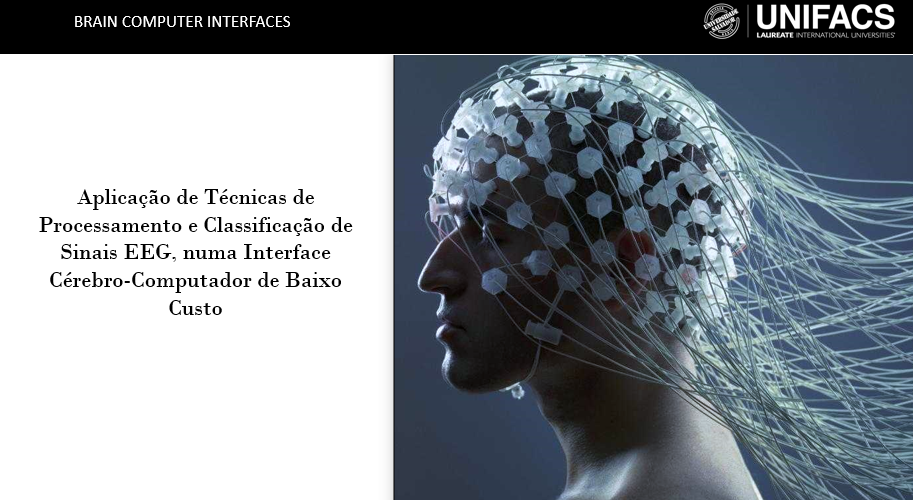 BRAIN COMPUTER INTERFACES
UNIVERSIDADE
SALVADOR
UNIFACS
LAUREATE INTERNATIONAL UNIVERSITIES
Aplicação de Técnicas de
Processamento e Classificação de
Sinais EEG, numa Interface
Cérebro-Computador de Baixo
Custo